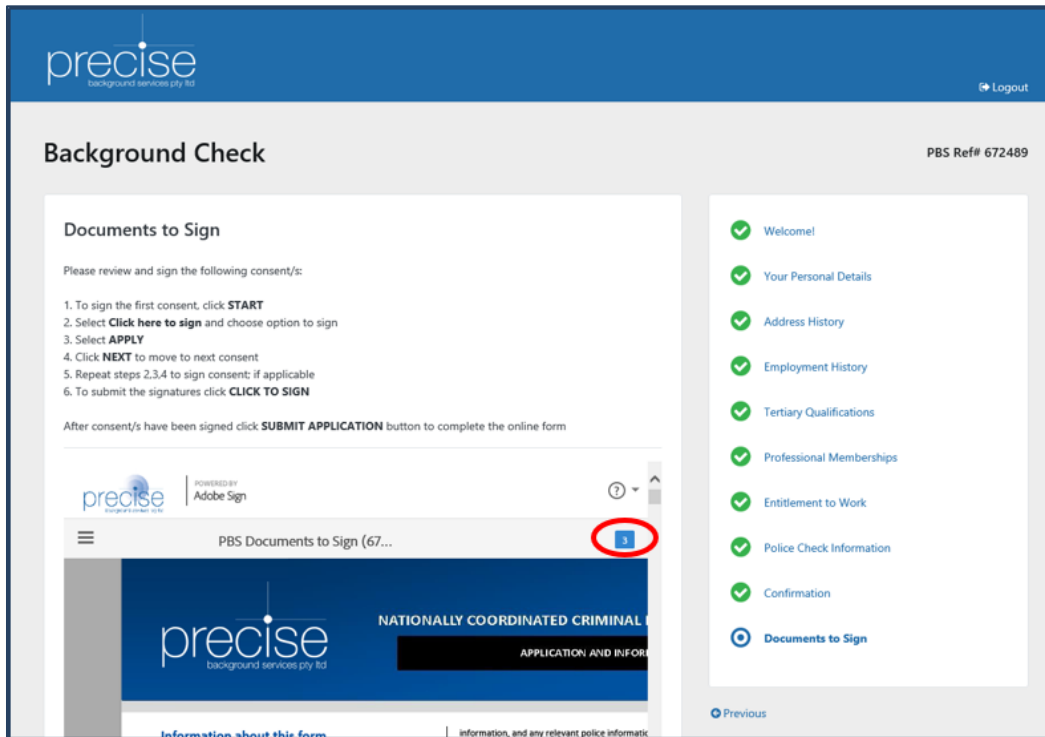 precise
background services pty ltd
Logout
Background Check
PBS Ref# 672489
Documents to Sign
Please review and sign the following consent/s:
1. To sign the first consent, click START
2. Select Click here to sign and choose option to sign
3. Select APPLY
4. Click NEXT to move to next consent
5. Repeat steps 2,3,4 to sign consent; if applicable
6. To submit the signatures click CLICK TO SIGN
After consent/s have been signed click SUBMIT APPLICATION button to complete the online form
precise
POWERED BY
Adobe Sign
?
PBS Documents to Sign (67...
3
precise
background services pty ltd
NATIONALLY COORDINATED CRIMINAL
APPLICATION AND INFOR
Information about this form
information, and any relevant police informatic
Welcome!
Your Personal Details
Address History
Employment History
Tertiary Qualifications
Professional Memberships
Entitlement to Work
Police Check Information
Confirmation
Documents to Sign
Previous